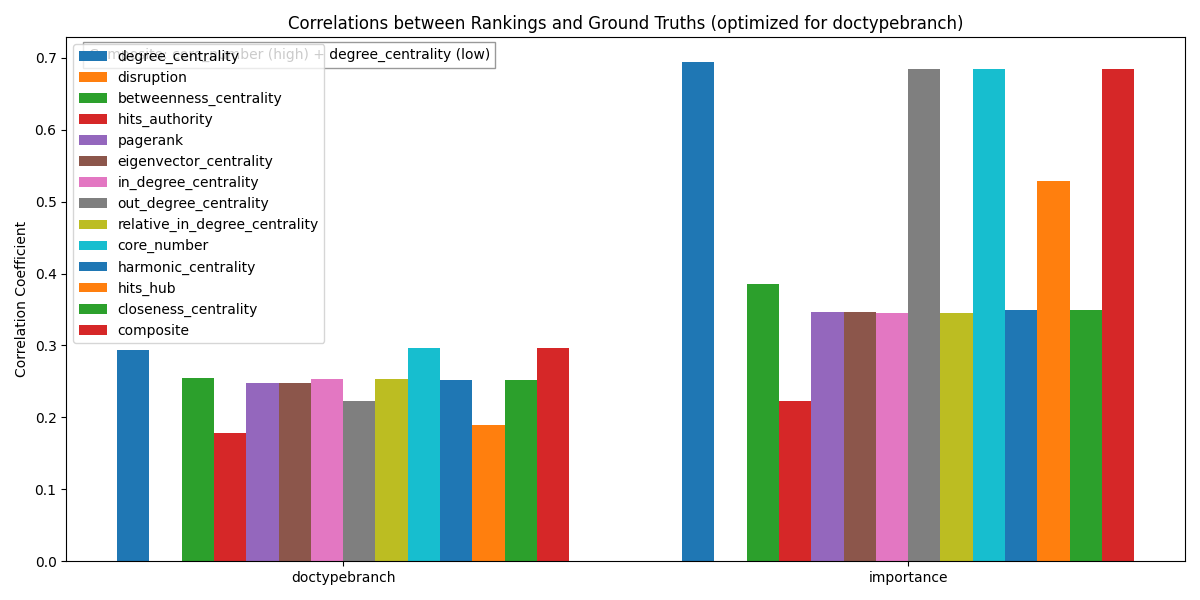 Correlations between Rankings and Ground Truths (optimized for doctypebranch)
Composite: core_number (high) + degree_centrality (low)
degree_centrality
disruption
betweenness_centrality
hits_authority
pagerank
eigenvector_centrality
in_degree_centrality
out_degree_centrality
relative_in_degree_centrality
core_number
harmonic_centrality
hits_hub
closeness_centrality
composite
Correlation Coefficient
0.7
0.6
0.5
0.4
0.3
0.2
0.1
0.0
doctypebranch
importance